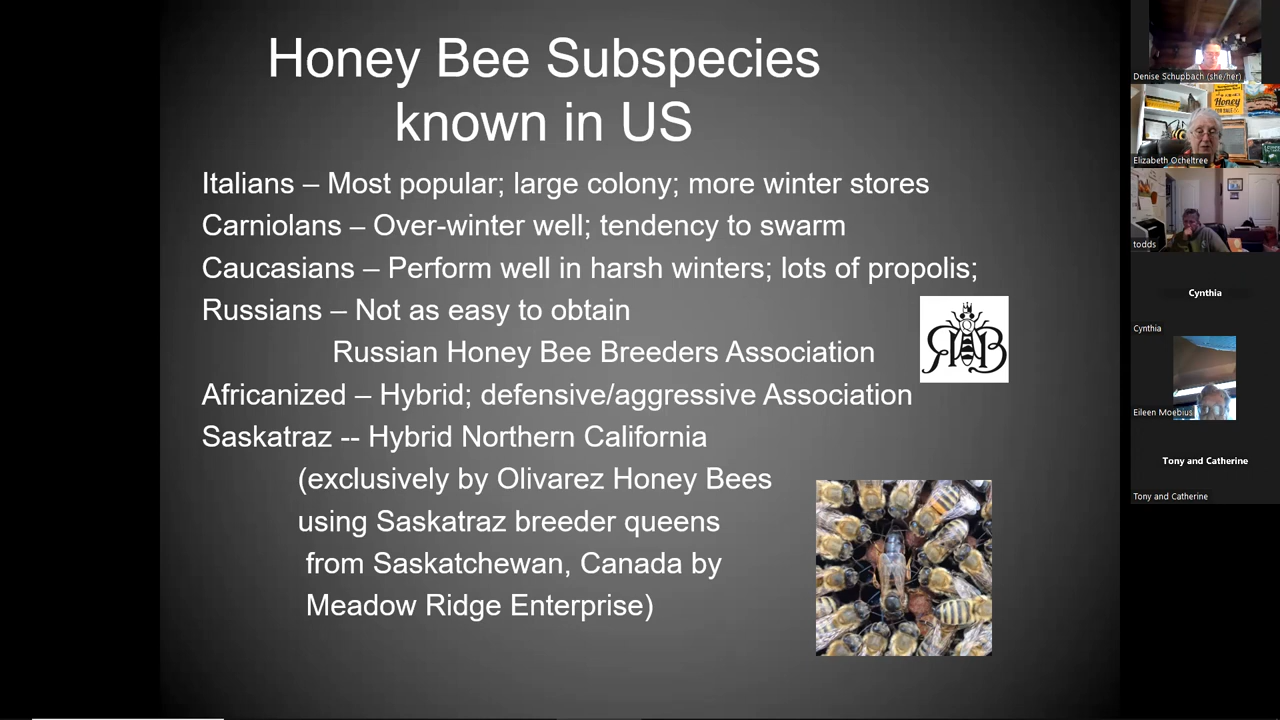 Honey Bee Subspecies
known in US
Italians – Most popular; large colony; more winter stores
Carniolans – Over-winter well; tendency to swarm
Caucasians – Perform well in harsh winters; lots of propolis;
Russians – Not as easy to obtain
Russian Honey Bee Breeders Association
Africanized – Hybrid; defensive/aggressive Association
Saskatraz -- Hybrid Northern California
(exclusively by Olivarez Honey Bees
using Saskatraz breeder queens
from Saskatchewan, Canada by
Meadow Ridge Enterprise)
Denise Schupbach (she/her)
Honey
FOR SALE
Elizabeth Ocheltree
todds
Cynthia
Cynthia
Eileen Moebius
Tony and Catherine
Tony and Catherine